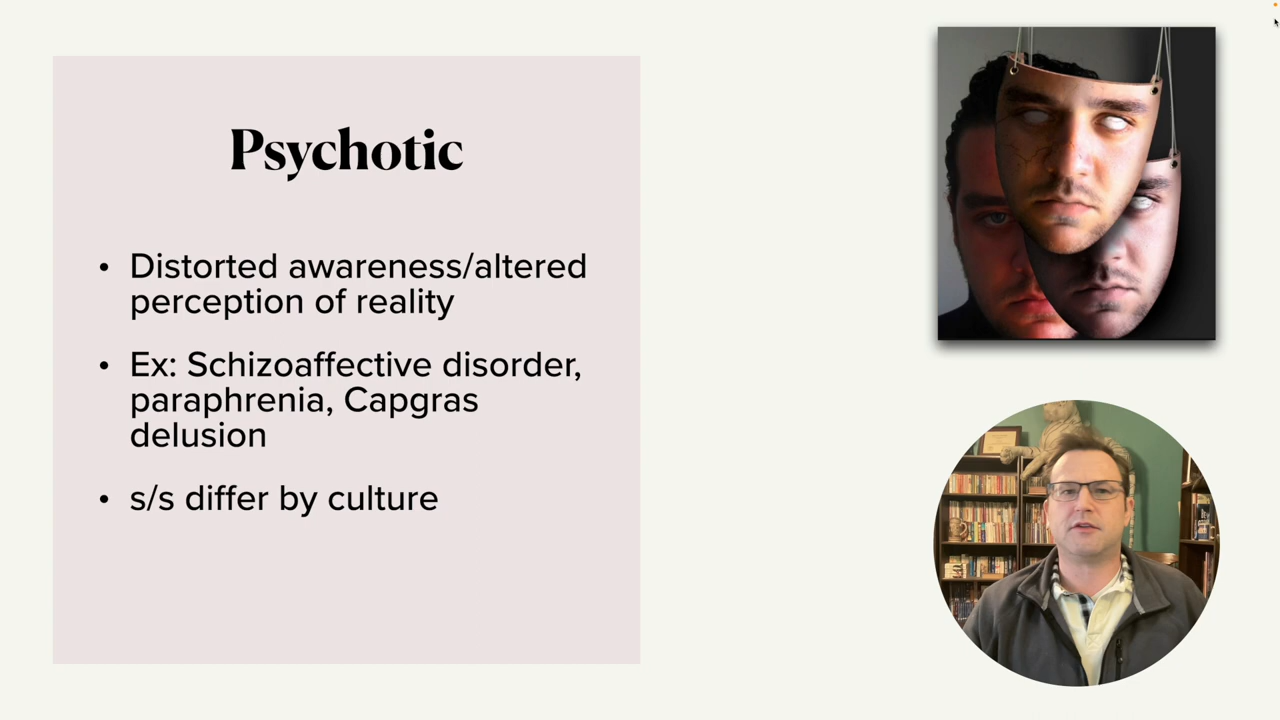 Psychotic
• Distorted awareness/altered
perception of reality
• Ex: Schizoaffective disorder,
paraphrenia, Capgras
delusion
• s/s differ by culture